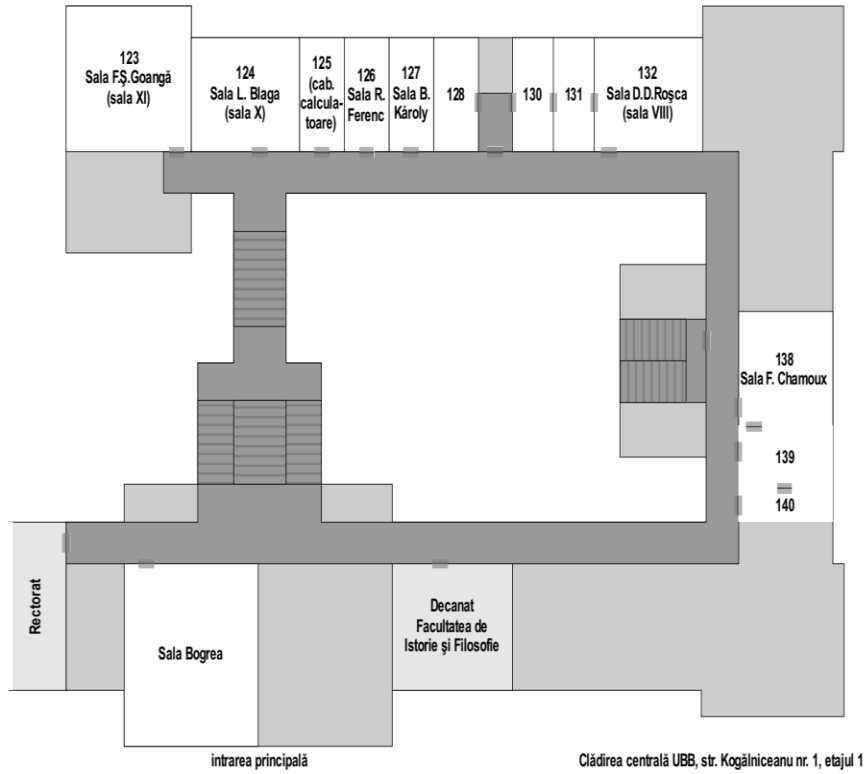 123
Sala F.Ş.Goangă
(sala XI)
124
Sala L. Blaga
(sala X)
125
(cab.
calcula-
toare)
126
Sala R.
Ferenc
127
Sala B.
Károly
128
130
131
132
Sala D.D.Roşca
(sala VIII)
138
Sala F. Chamoux
139
140
Rectorat
Sala Bogrea
Decanat
Facultatea de
Istorie şi Filosofie
intrarea principală
Clădirea centrală UBB, str. Kogălniceanu nr. 1, etajul 1